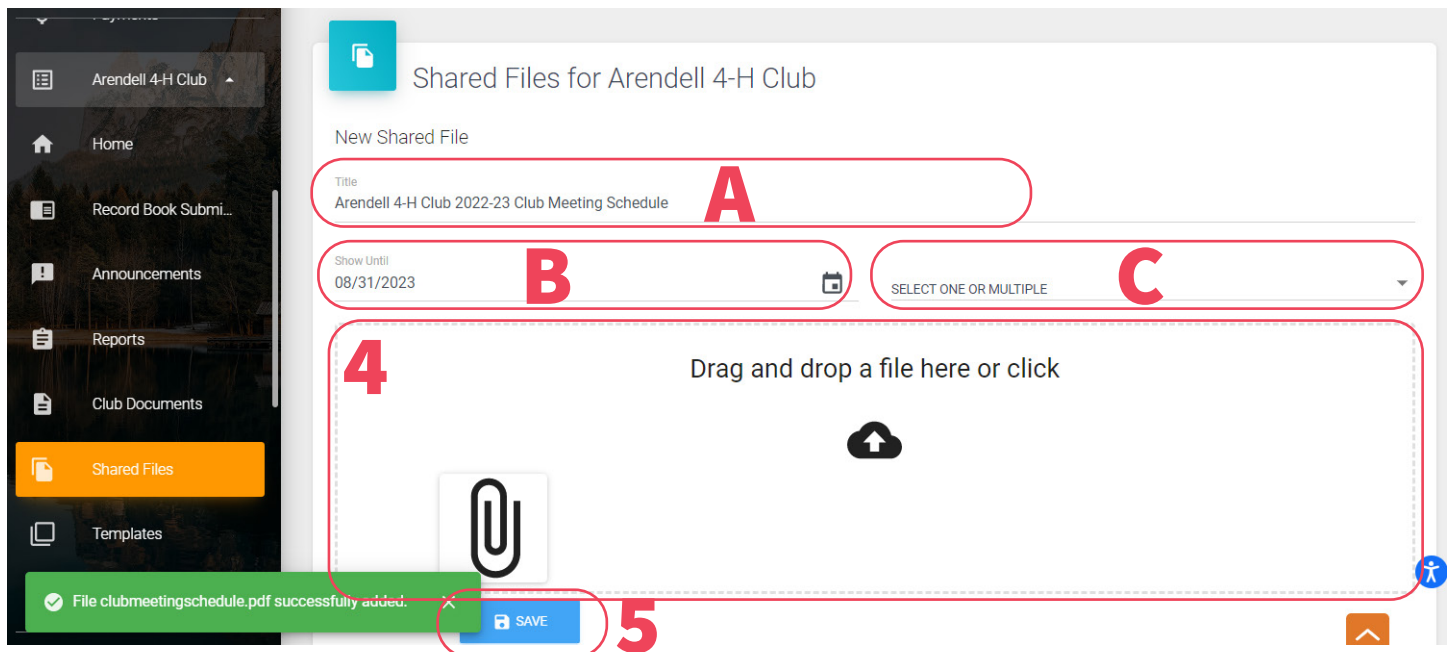 Arendell 4-H Club
Home
Record Book Submi...
Announcements
Reports
Club Documents
Shared Files
Templates
File clubmeetingschedule.pdf successfully added.
Shared Files for Arendell 4-H Club
New Shared File
Title
Arendell 4-H Club 2022-23 Club Meeting Schedule
A
Show Until
08/31/2023
B
SELECT ONE OR MULTIPLE
C
4
Drag and drop a file here or click
SAVE
5